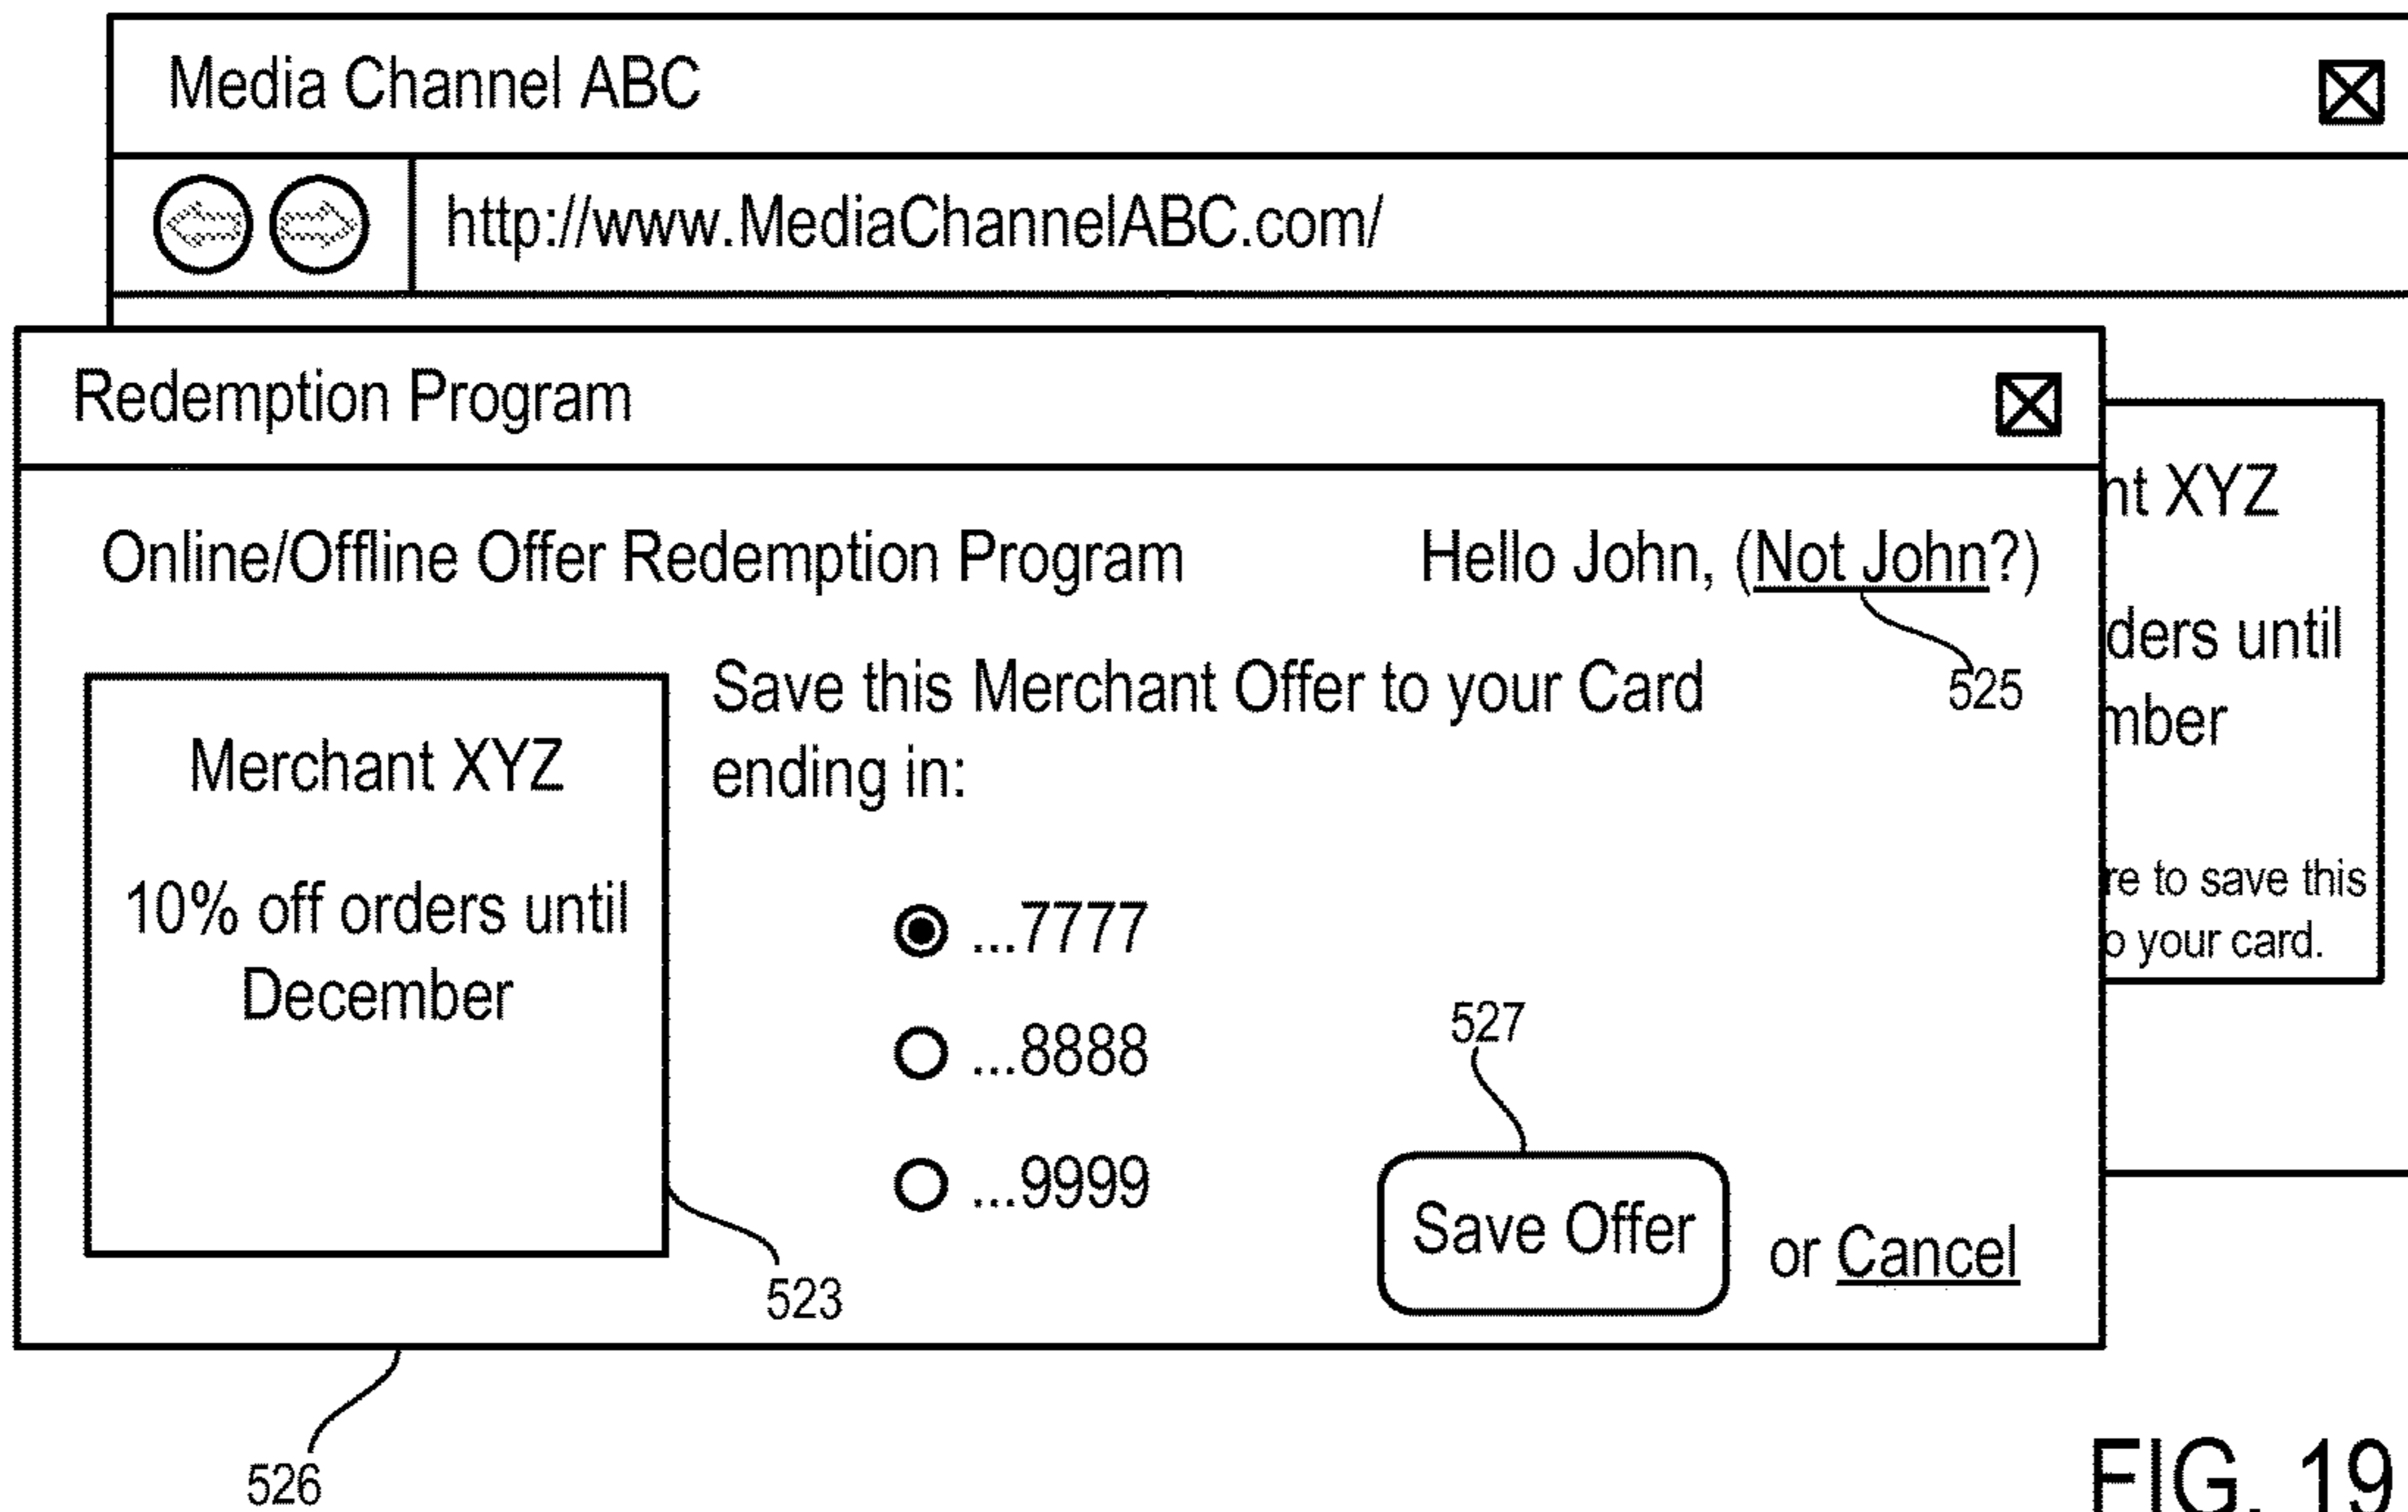 Media Channel ABC
http://www.MediaChannelABC.com/
Redemption Program
Online/Offline Offer Redemption Program
Hello John, (Not John?)
525
Save this Merchant Offer to your Card
ending in:
Merchant XYZ
10% off orders until
December
...7777
...8888
...9999
527
Save Offer
or Cancel
523
526
nt XYZ
ders until
mber
re to save this
o your card.
FIG. 19